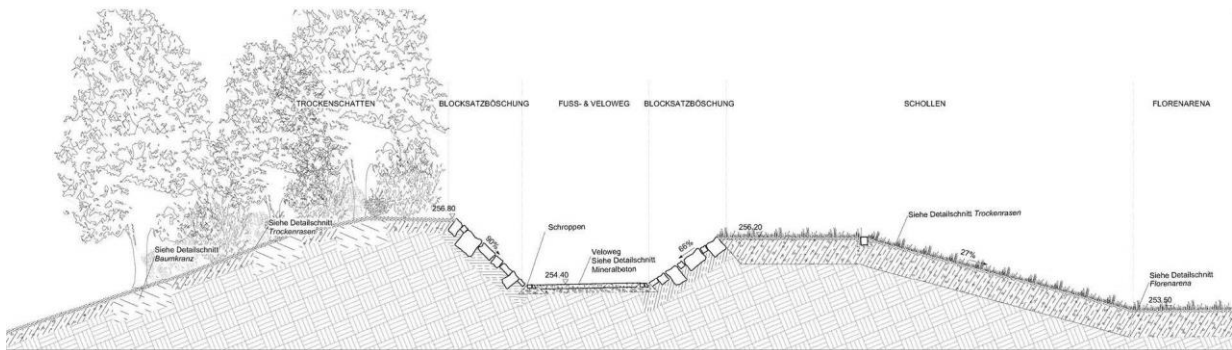 TROCKENSCHATTEN
BLOCKSATZBÖSCHUNG
FUSS- & VELOWEG
BLOCKSATZBÖSCHUNG
SCHOLLEN
FLORENARENA
256.80
Siehe Detailschnitt
Trockenrasen
Siehe Detailschnitt
Baumkranz
90%
Schroppen
Veloweg
Siehe Detailschnitt
Mineralbeton
254.40
66%
256.20
Siehe Detailschnitt Trockenrasen
27%
Siehe Detailschnitt
Florenarena
253.50